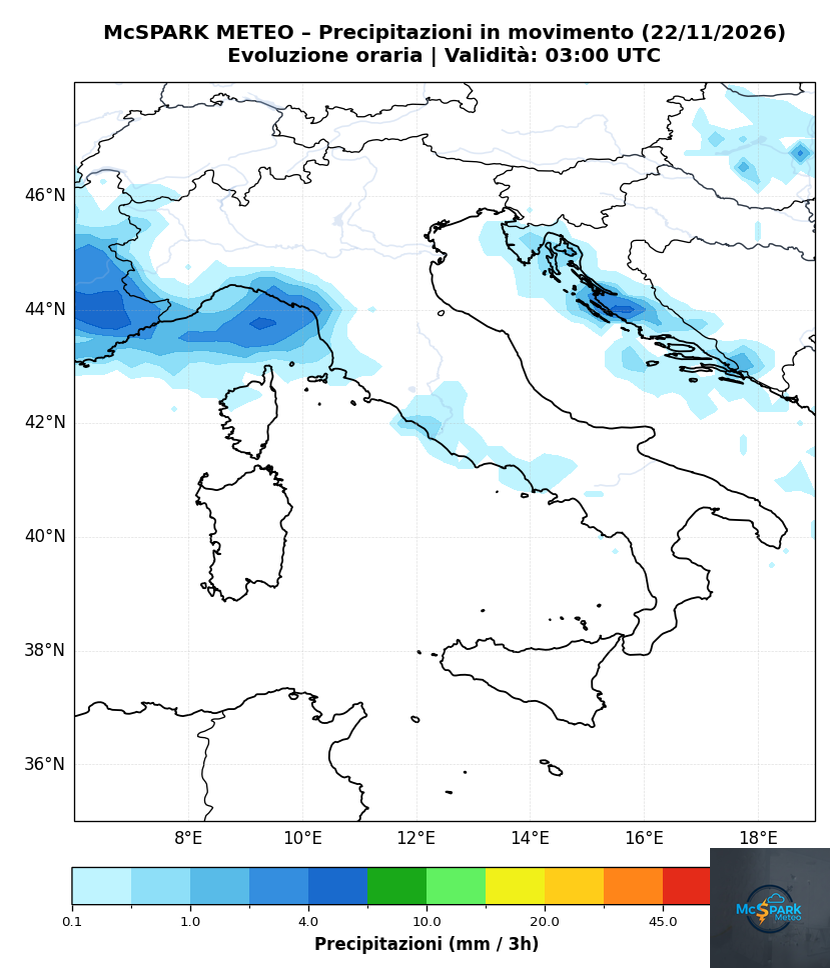 McSPARK METEO – Precipitazioni in movimento (22/11/2026)
Evoluzione oraria | Validità: 03:00 UTC
46°N
44°N
42°N
40°N
38°N
36°N
8°E 10°E 12°E 14°E 16°E 18°E
0.1 1.0 4.0 10.0 20.0 45.0
Precipitazioni (mm / 3h)
McSPARK
Meteo